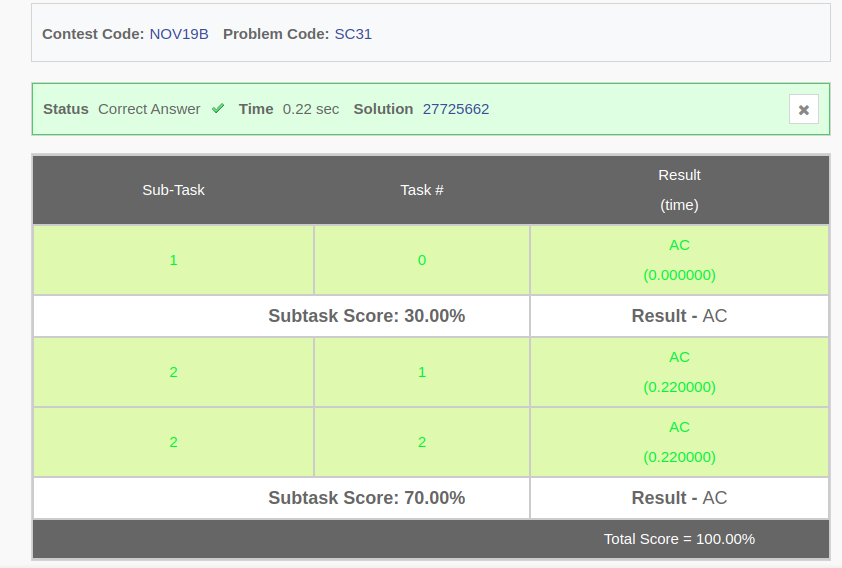 Contest Code: NOV19B Problem Code: SC31
Status Correct Answer ✔ Time 0.22 sec Solution 27725662 ✖
Sub-Task Task # Result
(time)
1 0 AC
(0.000000)
Subtask Score: 30.00% Result - AC
2 1 AC
(0.220000)
2 2 AC
(0.220000)
Subtask Score: 70.00% Result - AC
Total Score = 100.00%